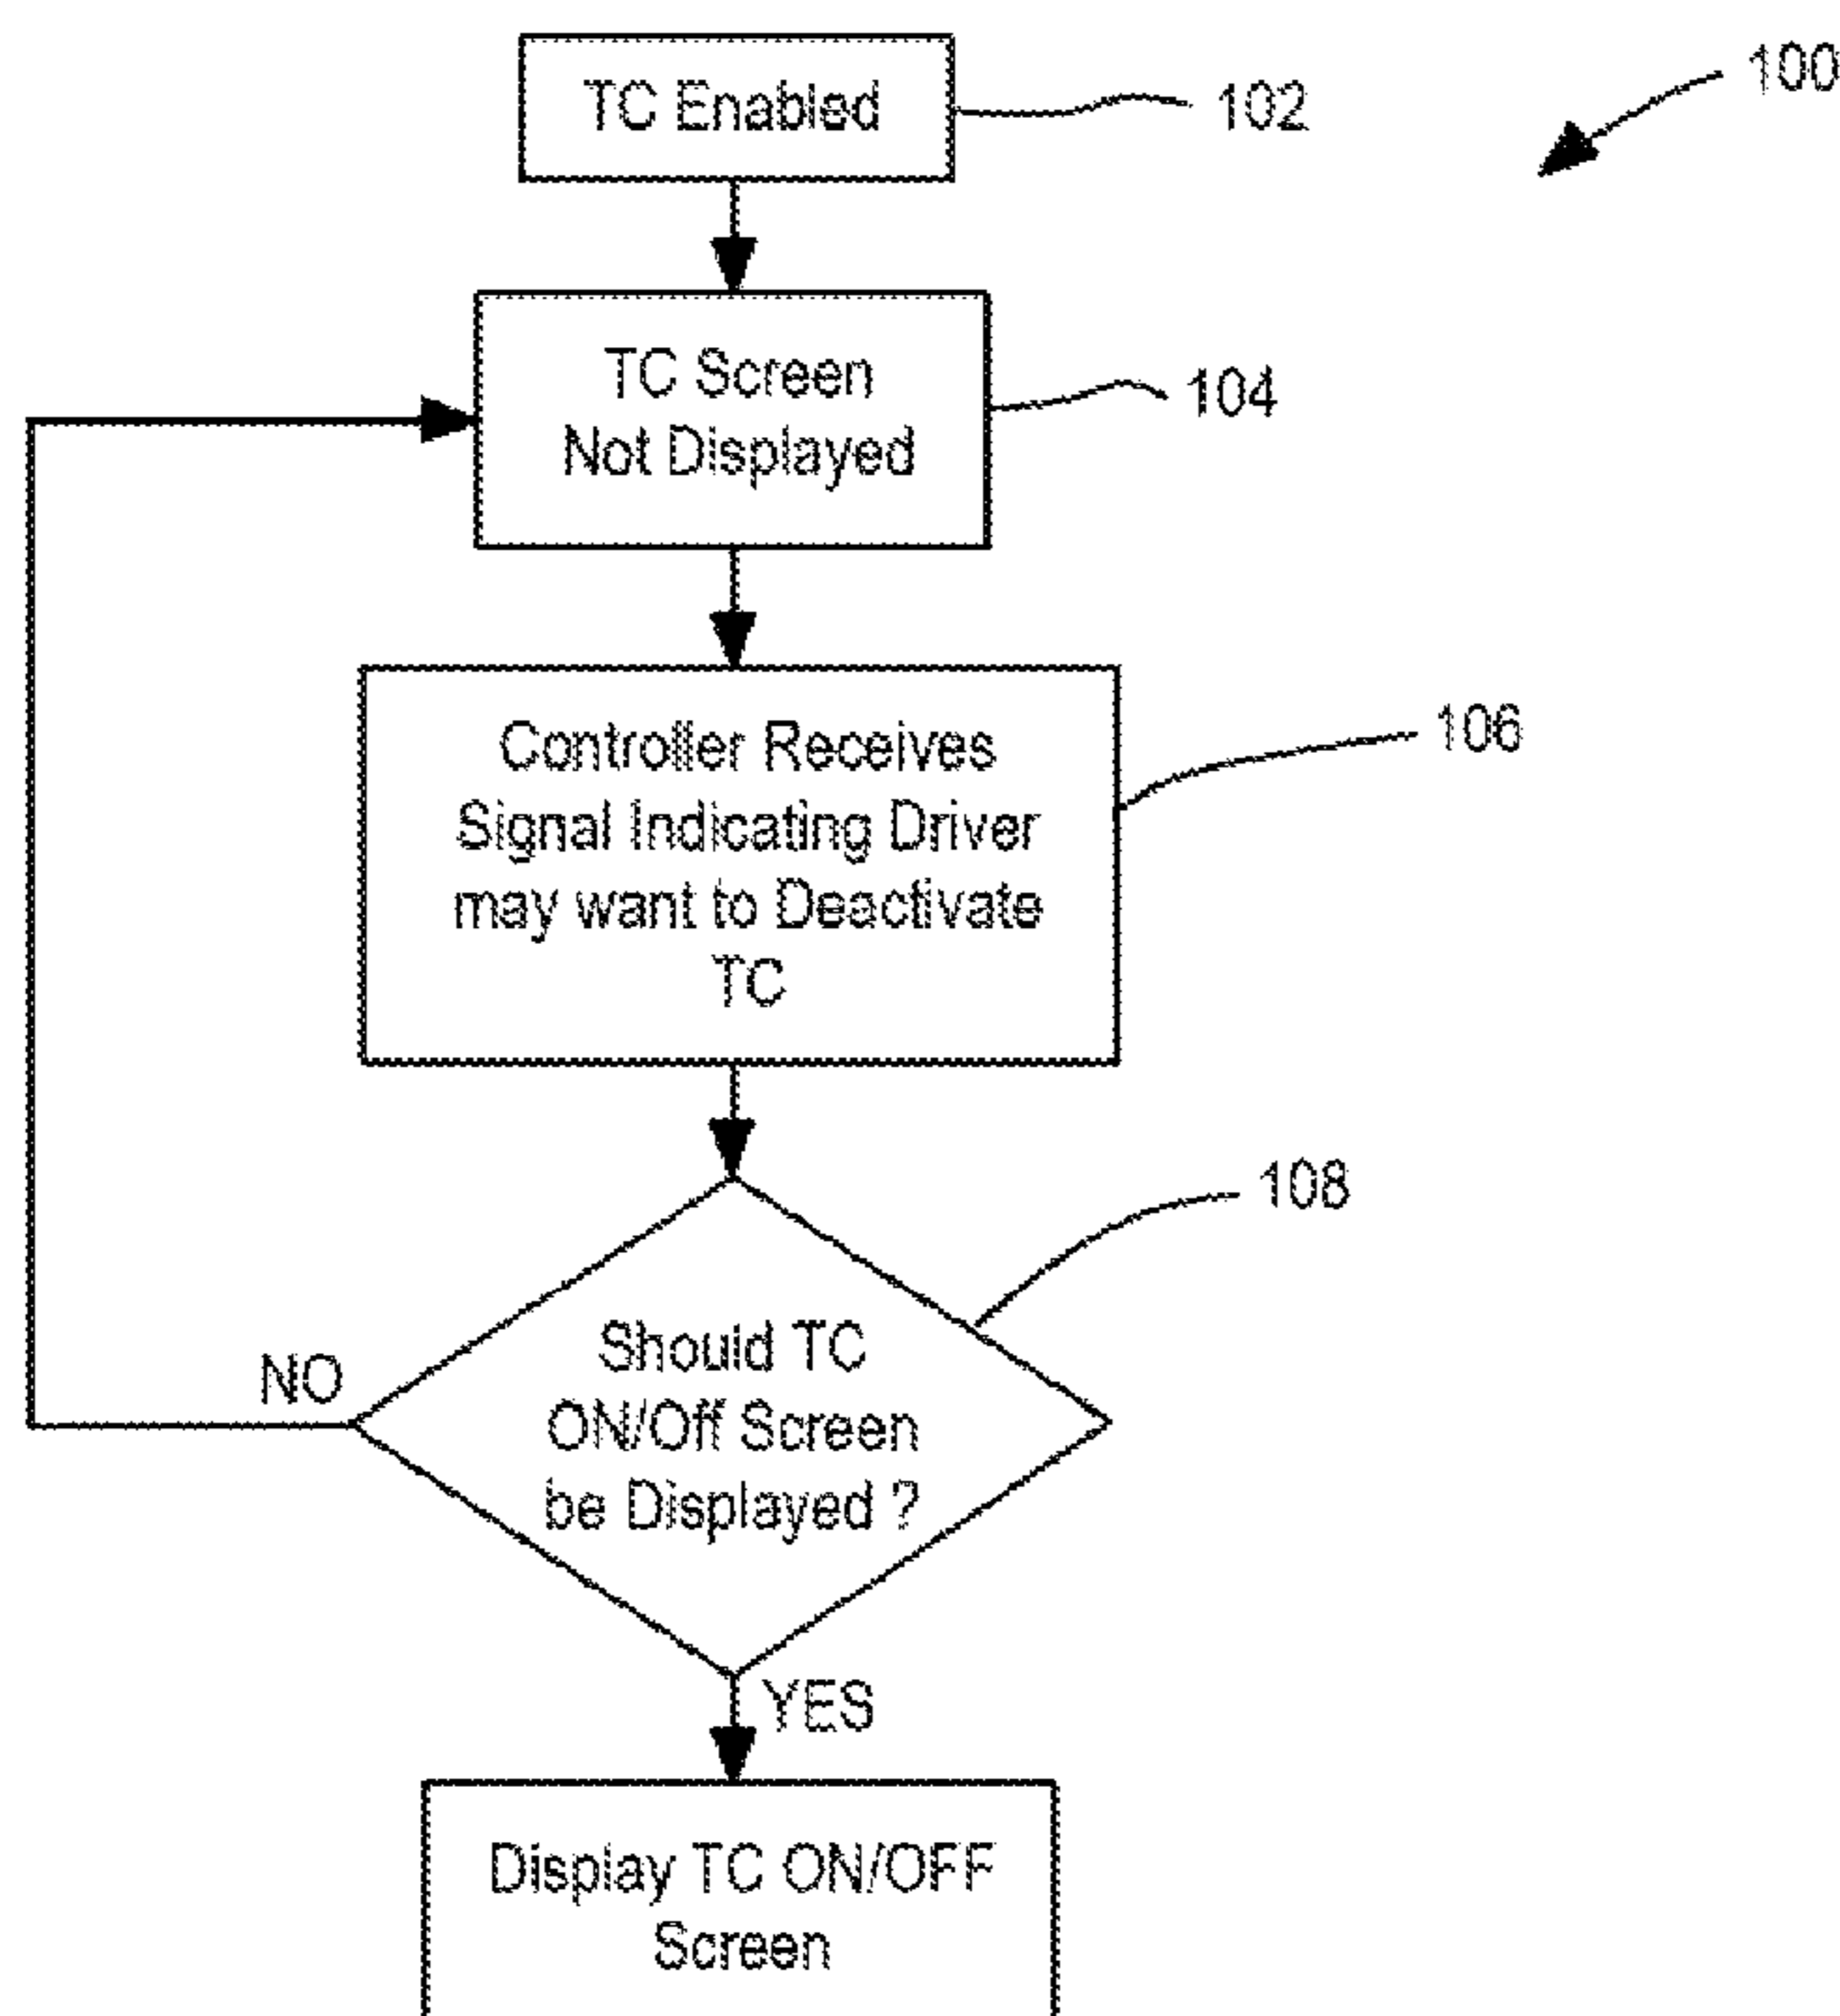 TC Enabled
102
100
TC Screen
Not Displayed
104
Controller Receives
Signal Indicating Driver
may want to Deactivate
TC
106
108
Should TC
ON/Off Screen
be Displayed ?
NO
YES
Display TC ON/OFF
Screen